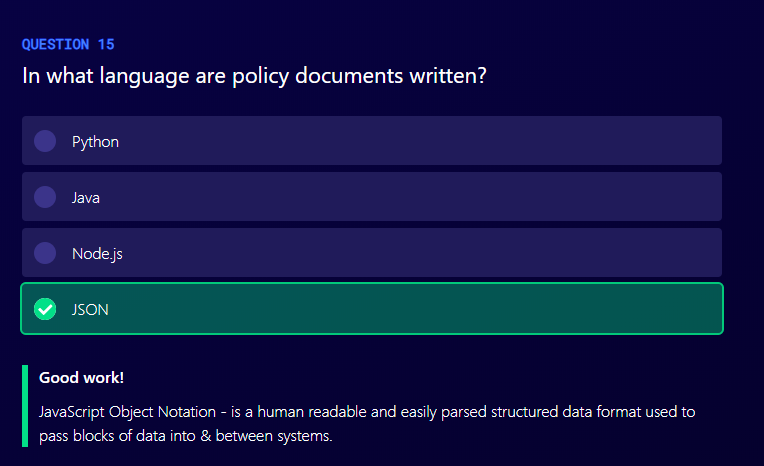 QUESTION 15
In what language are policy documents written?
Python
Java
Node.js
JSON
Good work!
JavaScript Object Notation - is a human readable and easily parsed structured data format used to
pass blocks of data into & between systems.